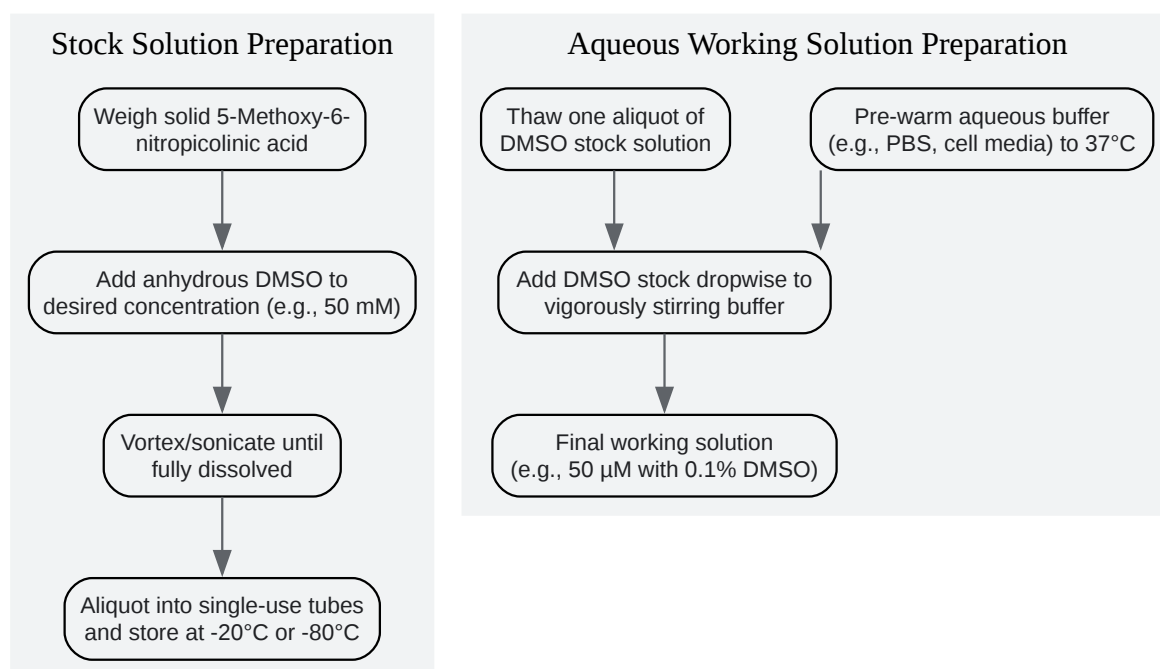 Stock Solution Preparation
Weigh solid 5-Methoxy-6-
nitropicolinic acid
Add anhydrous DMSO to
desired concentration (e.g., 50 mM)
Vortex/sonicate until
fully dissolved
Aliquot into single-use tubes
and store at -20°C or -80°C
Aqueous Working Solution Preparation
Thaw one aliquot of
DMSO stock solution
Pre-warm aqueous buffer
(e.g., PBS, cell media) to 37°C
Add DMSO stock dropwise to
vigorously stirring buffer
Final working solution
(e.g., 50 µM with 0.1% DMSO)